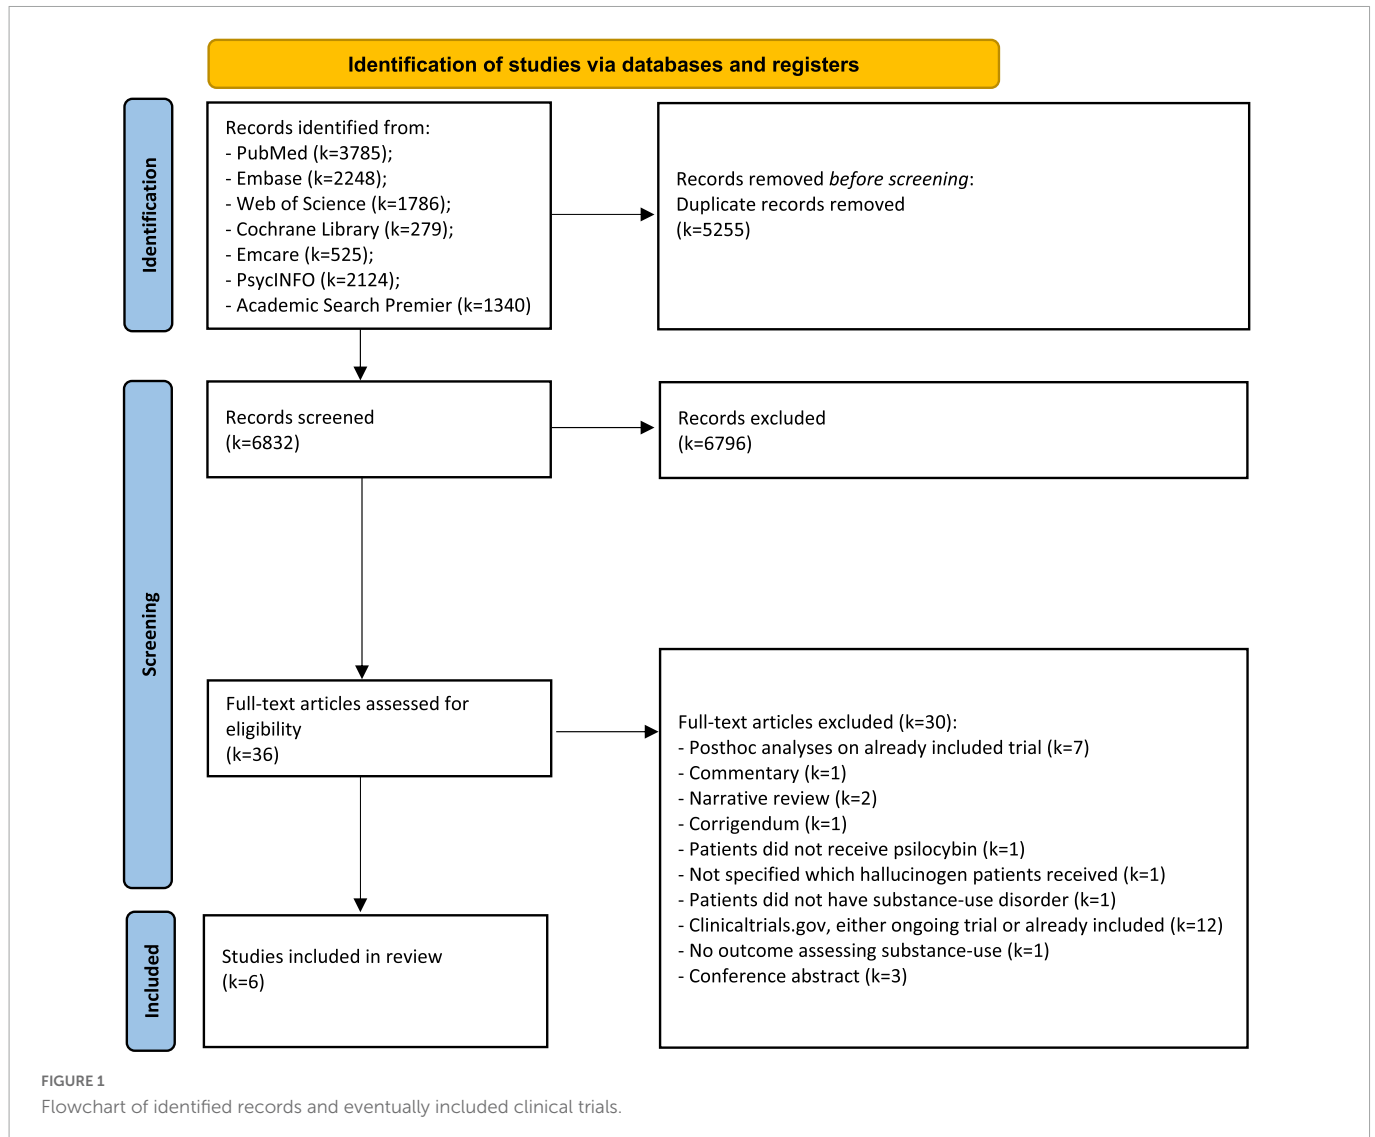 Identification of studies via databases and registers
Identification
Records identified from:
- PubMed (k=3785);
- Embase (k=2248);
- Web of Science (k=1786);
- Cochrane Library (k=279);
- Emcare (k=525);
- PsycINFO (k=2124);
- Academic Search Premier (k=1340)
Records removed before screening:
Duplicate records removed
(k=5255)
Screening
Records screened
(k=6832)
Records excluded
(k=6796)
Full-text articles assessed for
eligibility
(k=36)
Full-text articles excluded (k=30):
- Posthoc analyses on already included trial (k=7)
- Commentary (k=1)
- Narrative review (k=2)
- Corrigendum (k=1)
- Patients did not receive psilocybin (k=1)
- Not specified which hallucinogen patients received (k=1)
- Patients did not have substance-use disorder (k=1)
- Clinicaltrials.gov, either ongoing trial or already included (k=12)
- No outcome assessing substance-use (k=1)
- Conference abstract (k=3)
Included
Studies included in review
(k=6)
FIGURE 1
Flowchart of identified records and eventually included clinical trials.